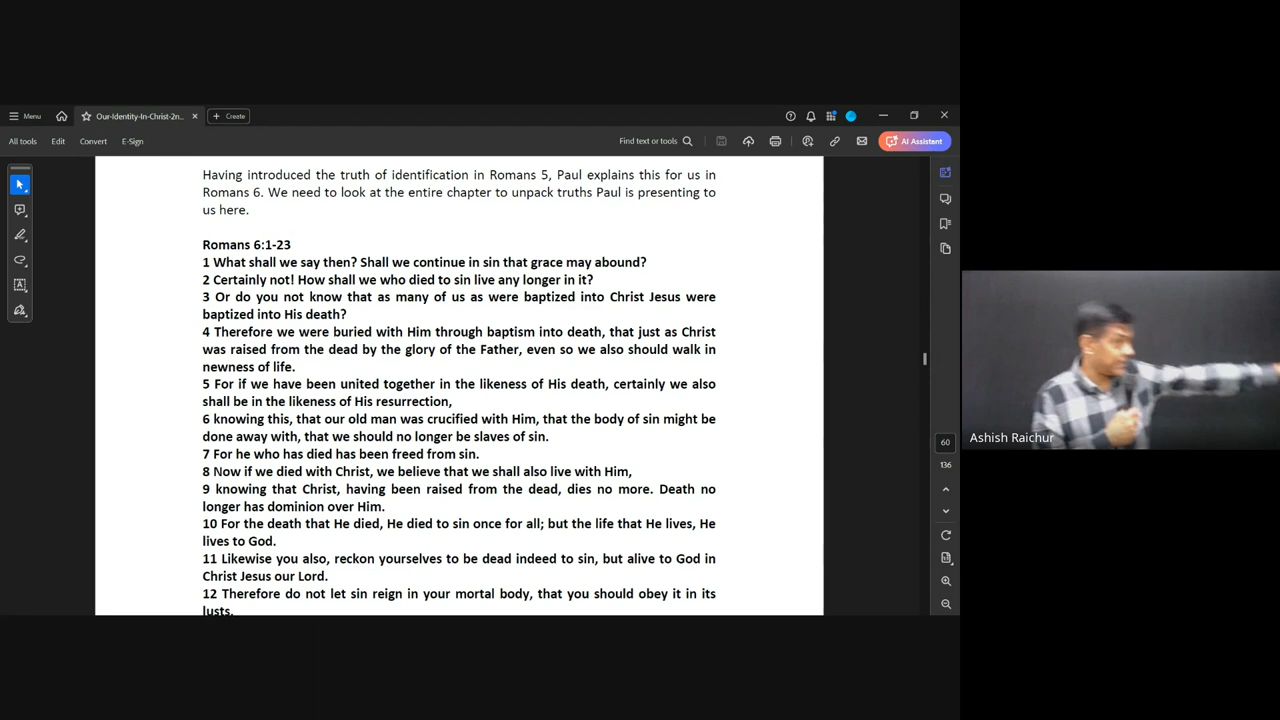 Menu
Our-Identity-In-Christ-2n...
Create
All tools
Edit
Convert
E-Sign
Find text or tools
AI Assistant
Having introduced the truth of identification in Romans 5, Paul explains this for us in
Romans 6. We need to look at the entire chapter to unpack truths Paul is presenting to
us here.
Romans 6:1-23
1 What shall we say then? Shall we continue in sin that grace may abound?
2 Certainly not! How shall we who died to sin live any longer in it?
3 Or do you not know that as many of us as were baptized into Christ Jesus were
baptized into His death?
4 Therefore we were buried with Him through baptism into death, that just as Christ
was raised from the dead by the glory of the Father, even so we also should walk in
newness of life.
5 For if we have been united together in the likeness of His death, certainly we also
shall be in the likeness of His resurrection,
6 knowing this, that our old man was crucified with Him, that the body of sin might be
done away with, that we should no longer be slaves of sin.
7 For he who has died has been freed from sin.
8 Now if we died with Christ, we believe that we shall also live with Him,
9 knowing that Christ, having been raised from the dead, dies no more. Death no
longer has dominion over Him.
10 For the death that He died, He died to sin once for all; but the life that He lives, He
lives to God.
11 Likewise you also, reckon yourselves to be dead indeed to sin, but alive to God in
Christ Jesus our Lord.
12 Therefore do not let sin reign in your mortal body, that you should obey it in its
lusts.
60
136
Ashish Raichur